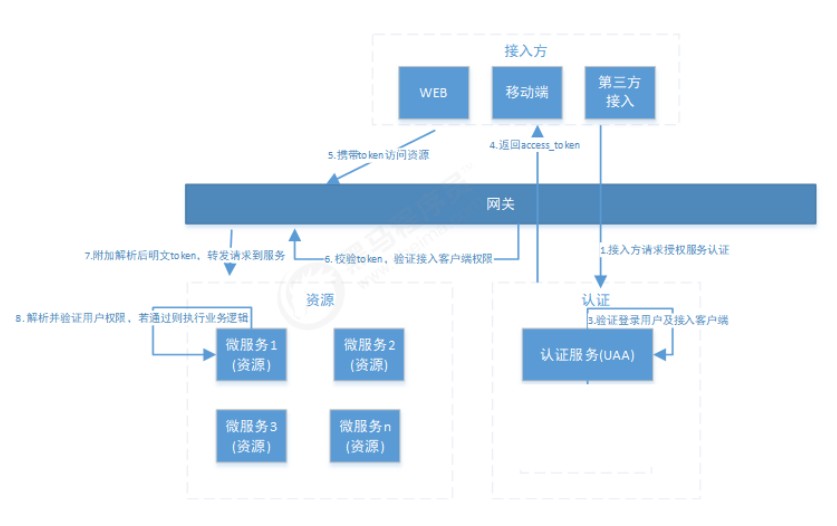 接入方
WEB
移动端
第三方
接入
4.返回access_token
5.携带token访问资源
网关
1.接入方请求授权服务认证
7.附加解析后明文token，转发请求到服务
6.校验token，验证接入客户端权限
资源
认证
8.解析并验证用户权限，若通过则执行业务逻辑
3.验证登录用户及接入客户端
微服务1
(资源)
微服务2
(资源)
认证服务(UAA)
微服务3
(资源)
微服务n
(资源)